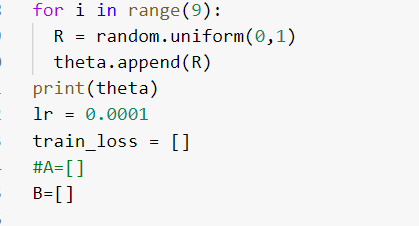 for i in range(9):
  R = random.uniform(0,1)
  theta.append(R)
print(theta)
lr = 0.0001
train_loss = []
#A=[]
B=[]